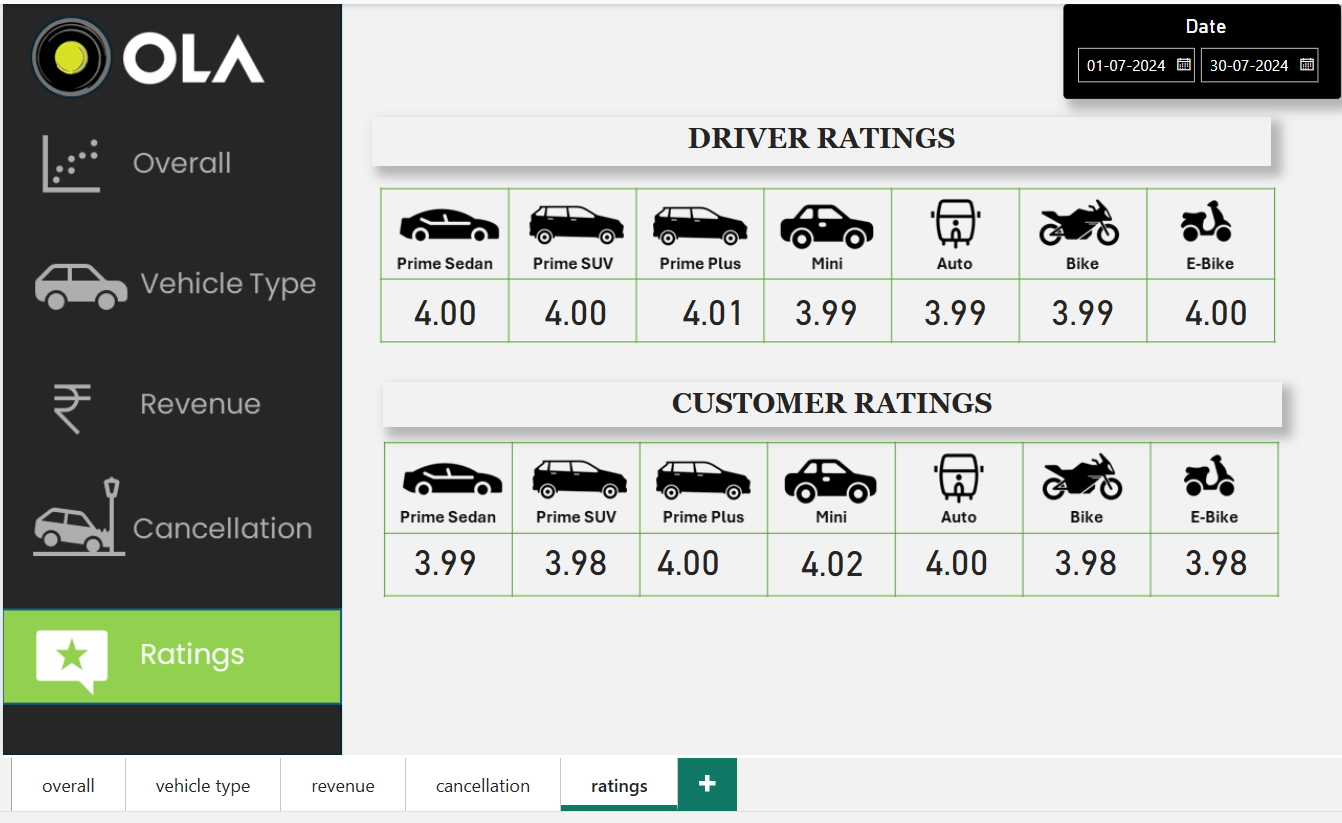 OLA
Date
01-07-2024 30-07-2024
Overall
Vehicle Type
Revenue
Cancellation
Ratings
DRIVER RATINGS
Prime Sedan Prime SUV Prime Plus Mini Auto Bike E-Bike
4.00 4.00 4.01 3.99 3.99 3.99 4.00
CUSTOMER RATINGS
Prime Sedan Prime SUV Prime Plus Mini Auto Bike E-Bike
3.99 3.98 4.00 4.02 4.00 3.98 3.98
overall vehicle type revenue cancellation ratings +